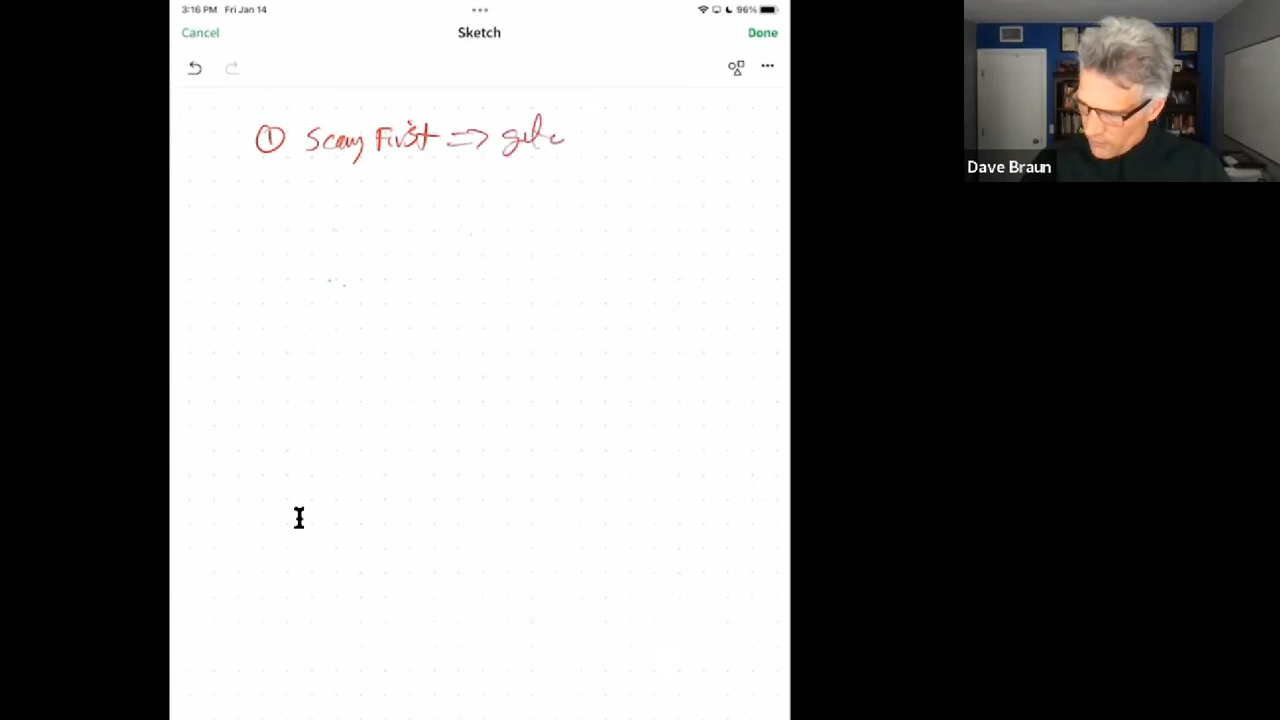 3:16 PM Fri Jan 14
96%
Cancel
Sketch
Done
① Scary First =>
Dave Braun